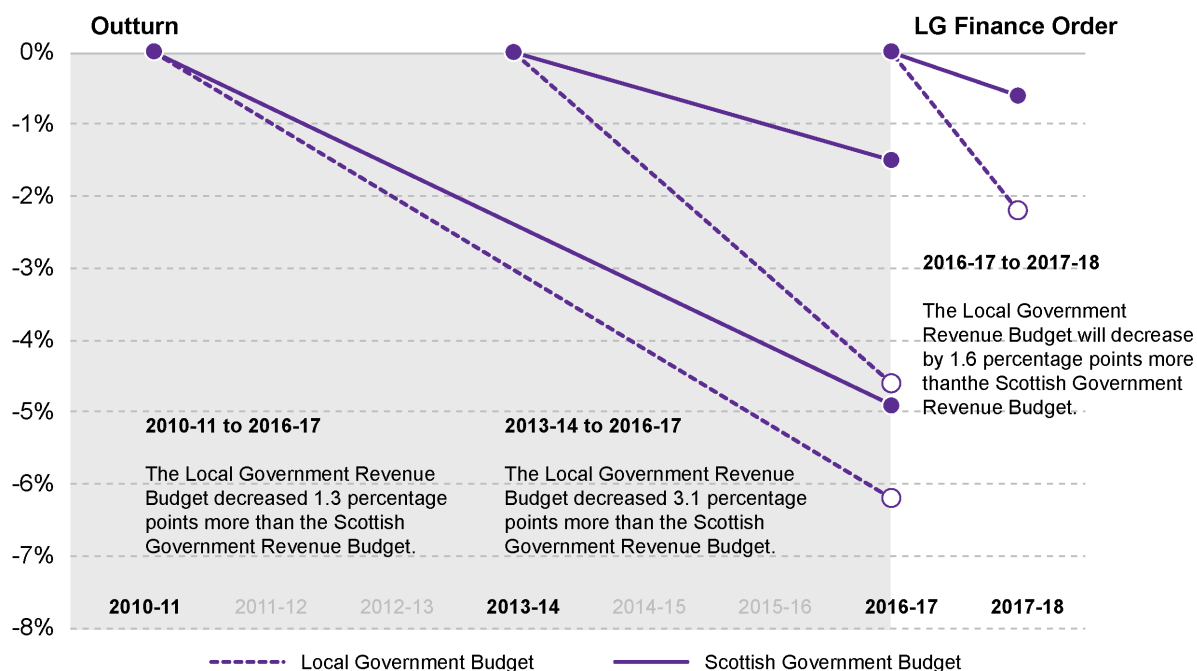 Outturn
LG Finance Order
0%
-1%
-2%
-3%
-4%
-5%
-6%
-7%
-8%
2016-17 to 2017-18
The Local Government
Revenue Budget will decrease
by 1.6 percentage points more
thanthe Scottish Government
Revenue Budget.
2010-11 to 2016-17
The Local Government Revenue
Budget decreased 1.3 percentage
points more than the Scottish
Government Revenue Budget.
2013-14 to 2016-17
The Local Government Revenue
Budget decreased 3.1 percentage
points more than the Scottish
Government Revenue Budget.
2010-11 2011-12 2012-13 2013-14 2014-15 2015-16 2016-17 2017-18
Local Government Budget
Scottish Government Budget